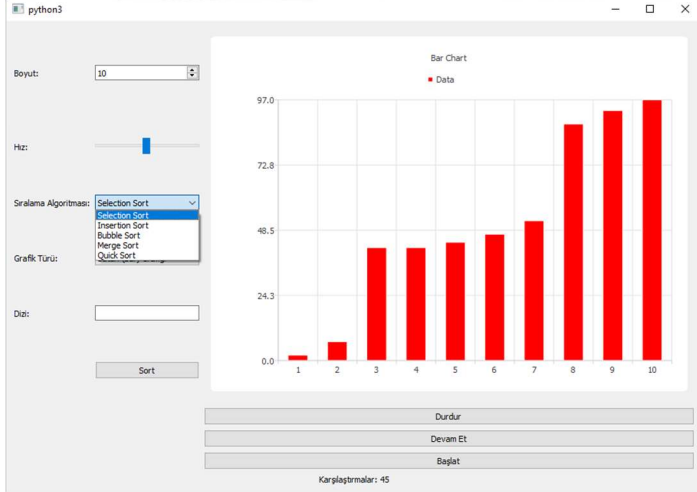 python3
Boyut:
10
Hız:
Sıralama Algoritması:
Selection Sort
Selection Sort
Insertion Sort
Bubble Sort
Merge Sort
Quick Sort
Grafik Türü:
Dizi:
Sort
Bar Chart
Data
97.0
72.8
48.5
24.3
0.0
1 2 3 4 5 6 7 8 9 10
Durdur
Devam Et
Başlat
Karşılaştırmalar: 45